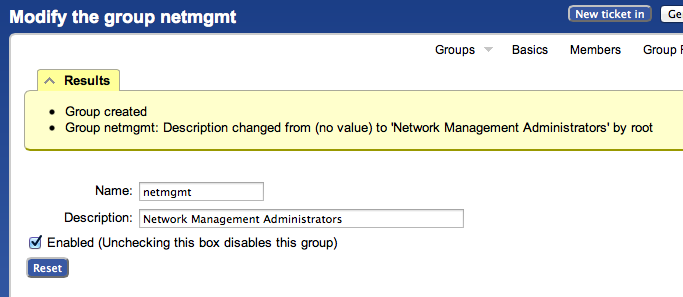 Modify the group netmgmt
New ticket in
Groups Basics Members Group
Results
Group created
Group netmgmt: Description changed from (no value) to 'Network Management Administrators' by root
Name: netmgmt
Description: Network Management Administrators
Enabled (Unchecking this box disables this group)
Reset